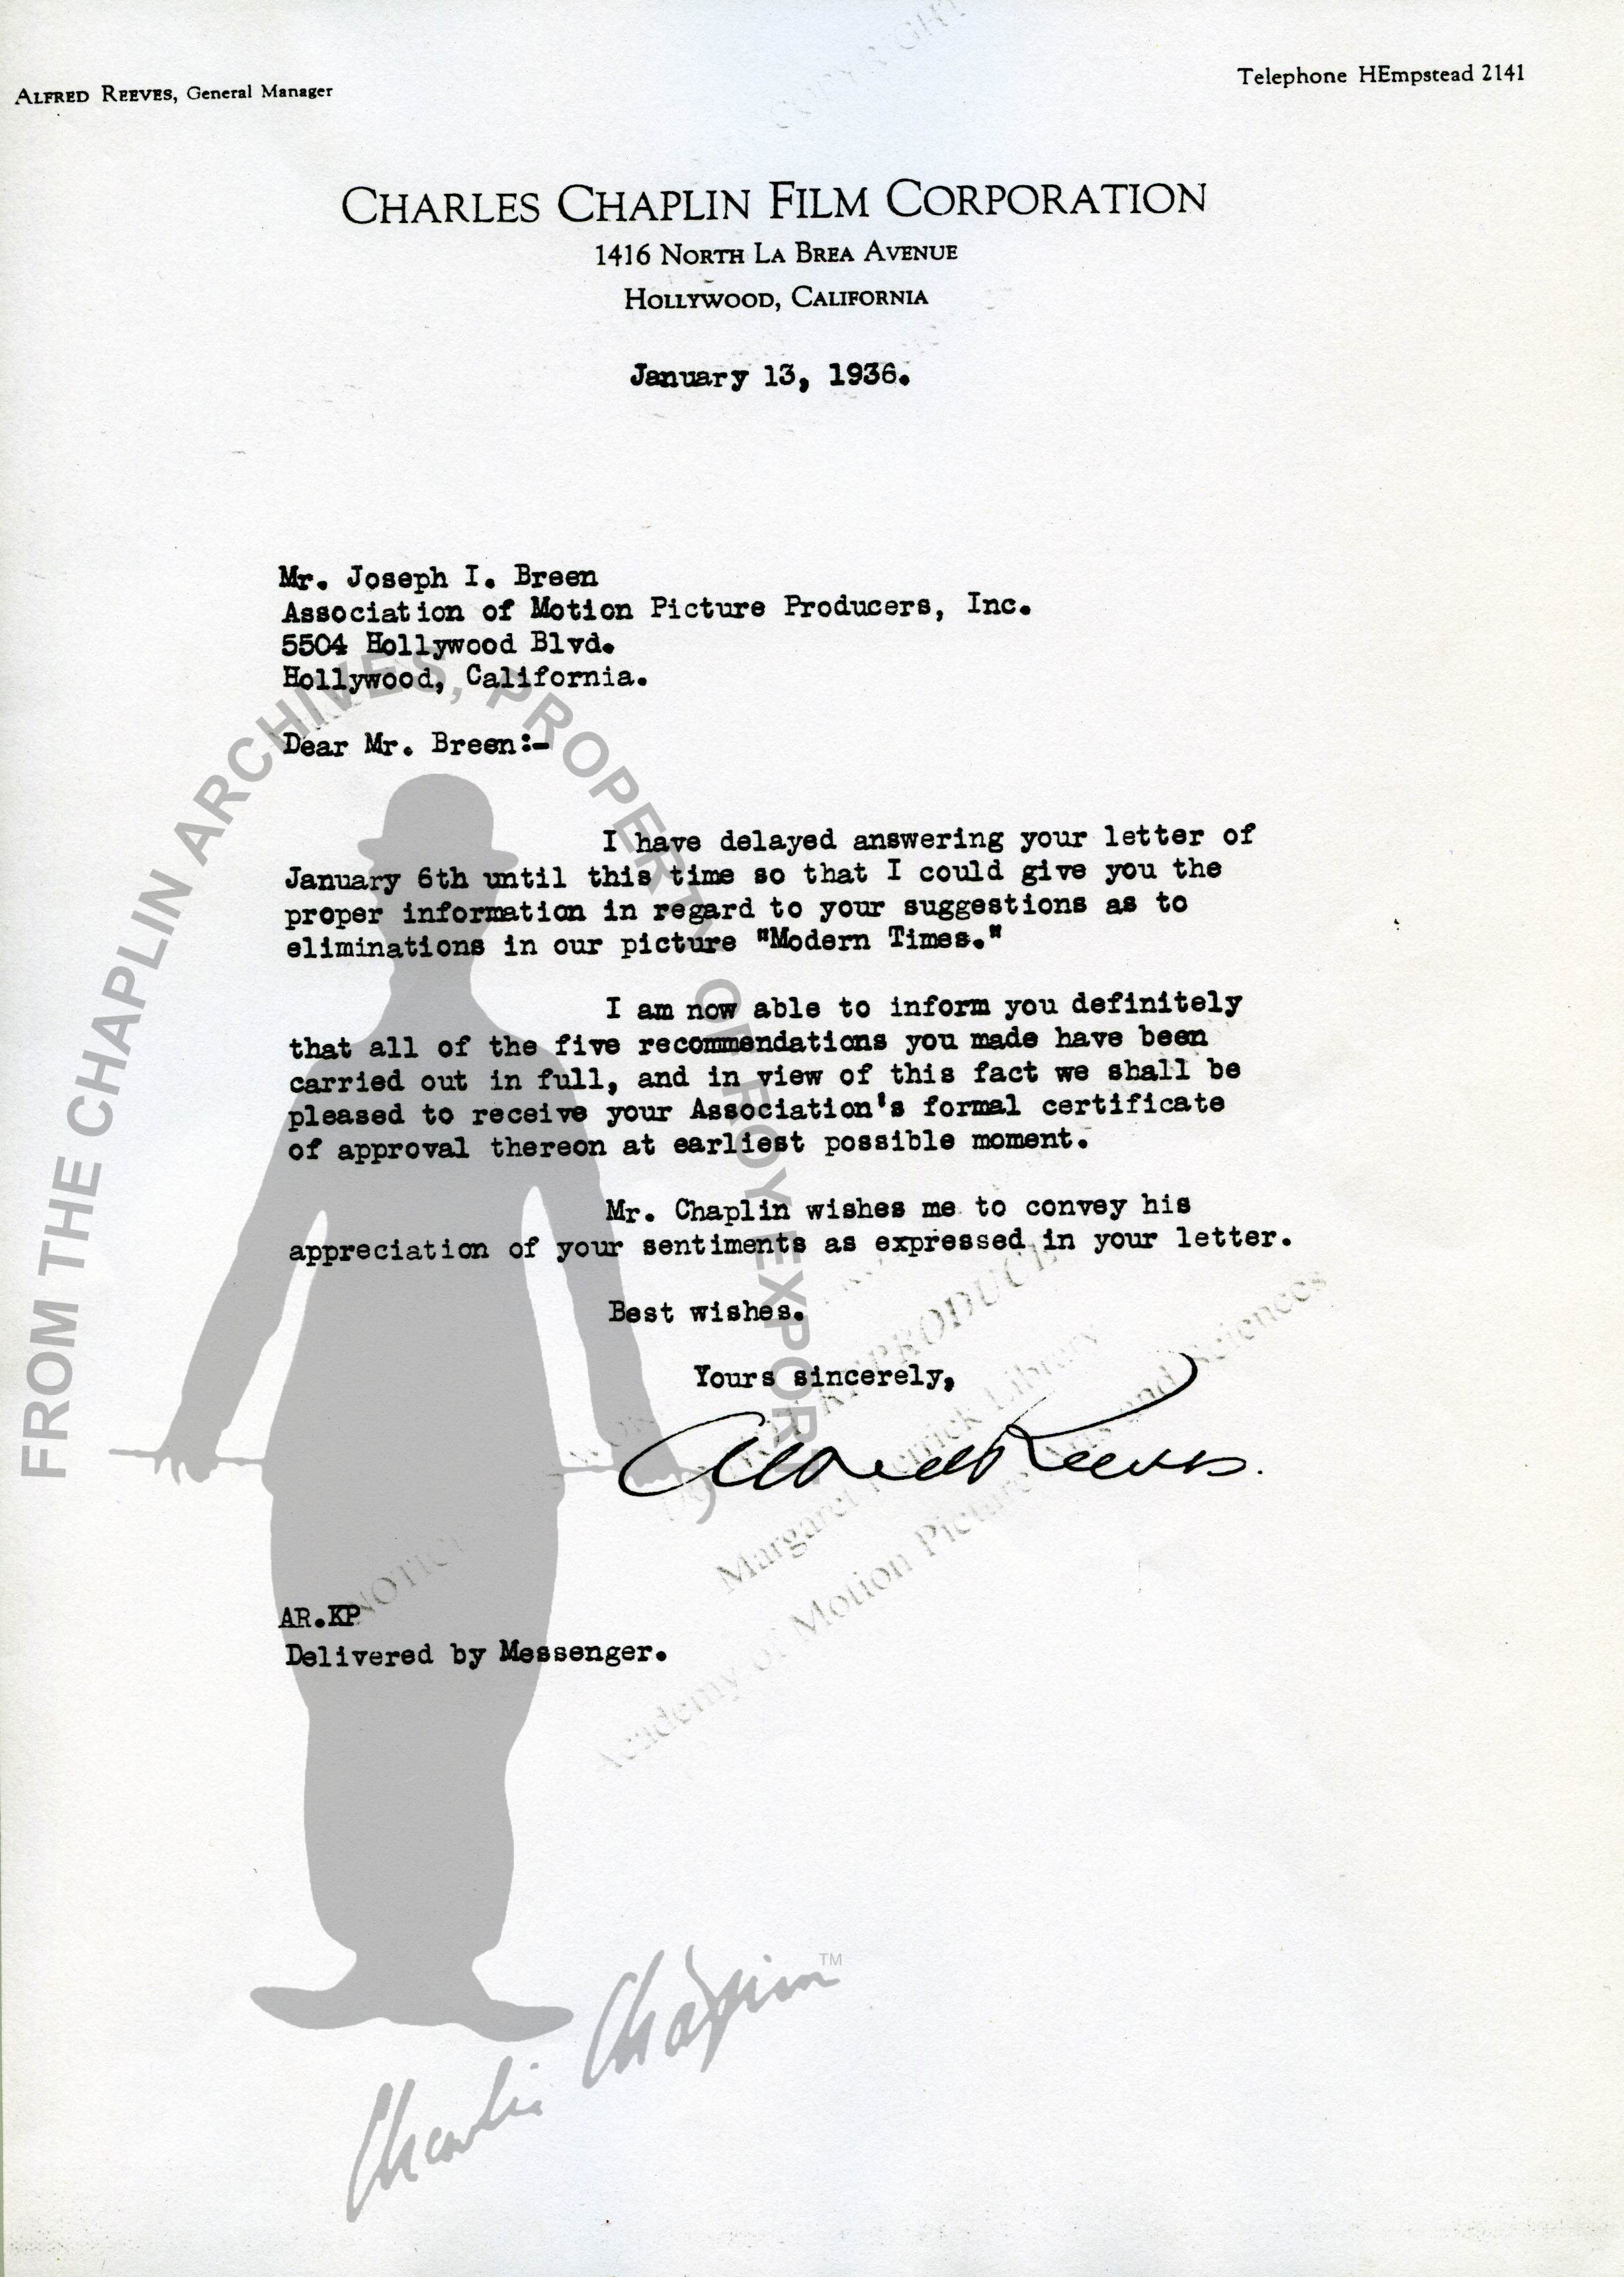 ALFRED REEVES, General Manager
Telephone HEmpstead 2141
CHARLES CHAPLIN FILM CORPORATION
1416 NORTH LA BREA AVENUE
HOLLYWOOD, CALIFORNIA
January 13, 1936.
Mr. Joseph I. Breen
Association of Motion Picture Producers, Inc.
5504 Hollywood Blvd.
Hollywood, California.
Dear Mr. Breen:-
I have delayed answering your letter of
January 6th until this time so that I could give you the
proper information in regard to your suggestions as to
eliminations in our picture "Modern Times."
I am now able to inform you definitely
that all of the five recommendations you made have been
carried out in full, and in view of this fact we shall be
pleased to receive your Association's formal certificate
of approval thereon at earliest possible moment.
Mr. Chaplin wishes me to convey his
appreciation of your sentiments as expressed in your letter.
Best wishes.
Yours sincerely,
Alfred Reeves.
AR.KP
Delivered by Messenger.
FROM THE CHAPLIN ARCHIVES, PROPERTY OF ROY EXPORT
NOTICE
REPRODUCE
Margaret Herrick Library
Academy of Motion Picture Arts and Sciences
Charlie Chaplin™